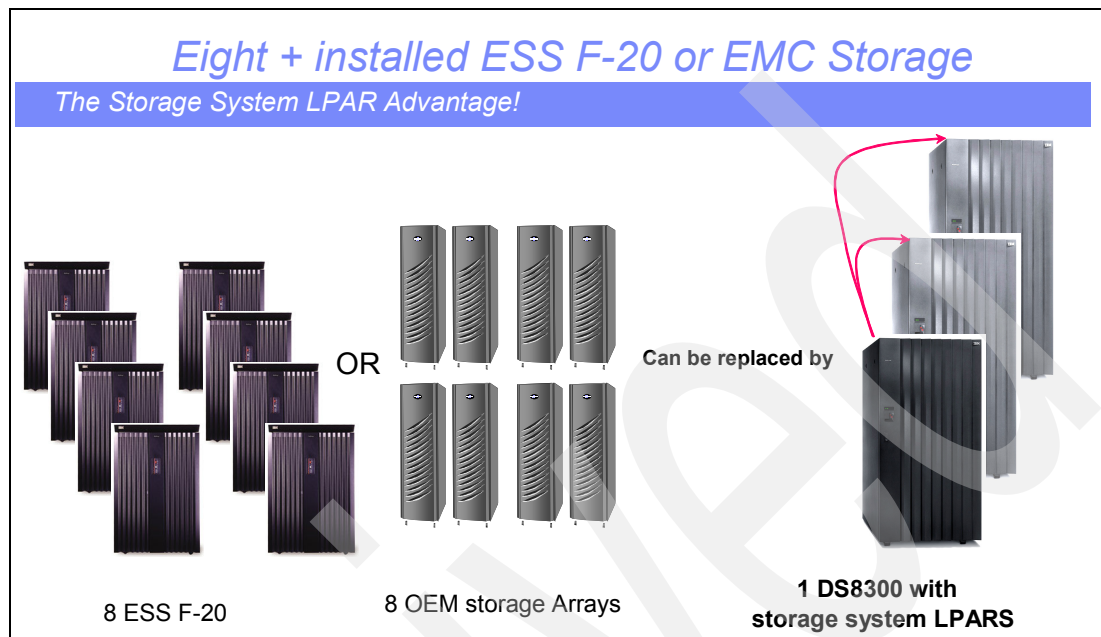 Eight + installed ESS F-20 or EMC Storage
The Storage System LPAR Advantage!
OR
Can be replaced by
8 ESS F-20
8 OEM storage Arrays
1 DS8300 with
storage system LPARS